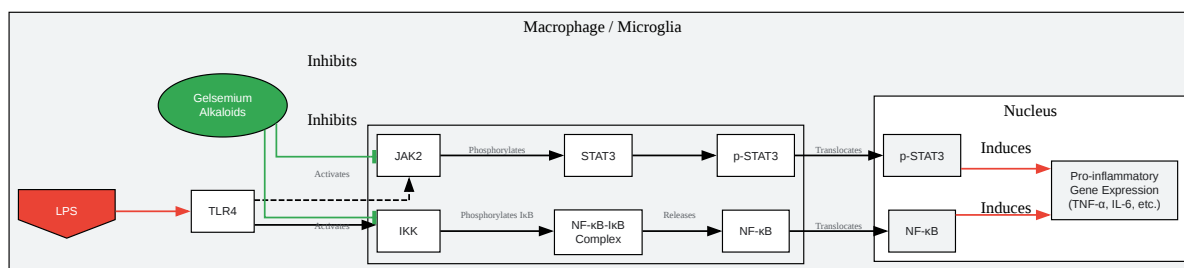 Macrophage / Microglia
Inhibits
Gelsemium
Alkaloids
Inhibits
Nucleus
JAK2
Phosphorylates
STAT3
p-STAT3
Translocates
p-STAT3
Induces
Activates
Pro-inflammatory
Gene Expression
(TNF-α, IL-6, etc.)
LPS
TLR4
Activates
IKK
Phosphorylates IκB
NF-κB-IκB
Complex
Releases
NF-κB
Translocates
NF-κB
Induces